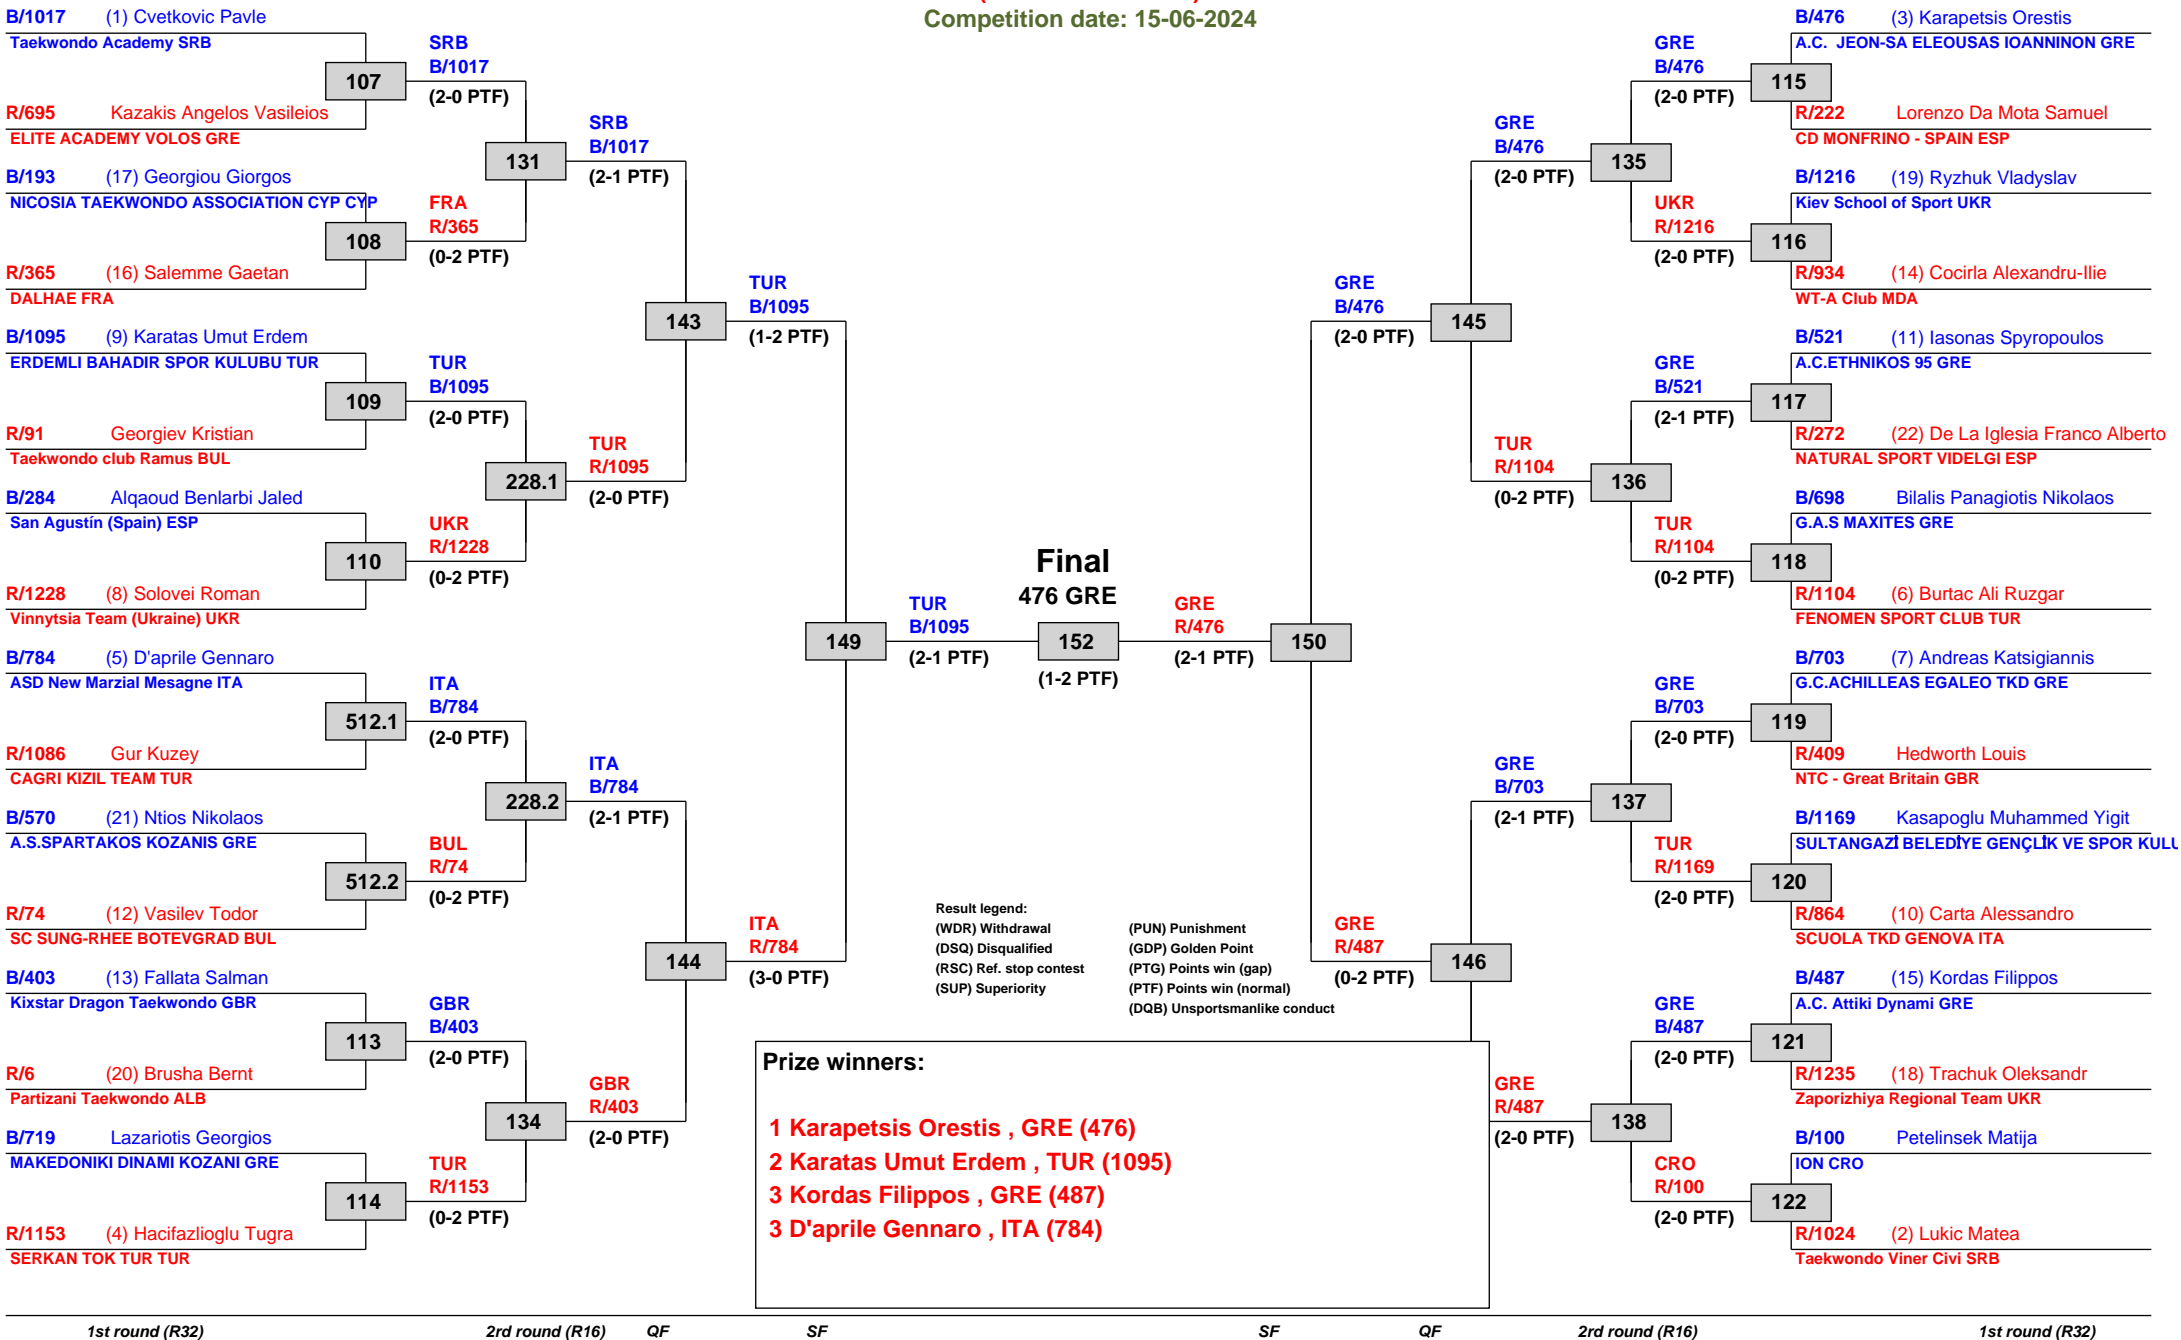 Competition date: 15-06-2024
B/1017 (1) Cvetkovic Pavle
Taekwondo Academy SRB
107
R/695 Kazakis Angelos Vasileios
ELITE ACADEMY VOLOS GRE
B/193 (17) Georgiou Giorgos
NICOSIA TAEKWONDO ASSOCIATION CYP CYP
108
R/365 (16) Salemme Gaetan
DALHAE FRA
B/1095 (9) Karatas Umut Erdem
ERDEMLI BAHADIR SPOR KULUBU TUR
109
R/91 Georgiev Kristian
Taekwondo club Ramus BUL
B/284 Alqaoud Benlarbi Jaled
San Agustín (Spain) ESP
110
R/1228 (8) Solovei Roman
Vinnytsia Team (Ukraine) UKR
B/784 (5) D'aprile Gennaro
ASD New Marzial Mesagne ITA
512.1
R/1086 Gur Kuzey
CAGRI KIZIL TEAM TUR
B/570 (21) Ntios Nikolaos
A.S.SPARTAKOS KOZANIS GRE
512.2
R/74 (12) Vasilev Todor
SC SUNG-RHEE BOTEVGRAD BUL
B/403 (13) Fallata Salman
Kixstar Dragon Taekwondo GBR
113
R/6 (20) Brusha Bernt
Partizani Taekwondo ALB
B/719 Lazariotis Georgios
MAKEDONIKI DINAMI KOZANI GRE
114
R/1153 (4) Hacifazlioglu Tugra
SERKAN TOK TUR TUR
SRB
B/1017
(2-0 PTF)
131
FRA
R/365
(0-2 PTF)
TUR
B/1095
(2-0 PTF)
228.1
UKR
R/1228
(0-2 PTF)
ITA
B/784
(2-0 PTF)
228.2
BUL
R/74
(0-2 PTF)
GBR
B/403
(2-0 PTF)
134
TUR
R/1153
(0-2 PTF)
SRB
B/1017
(2-1 PTF)
143
TUR
R/1095
(2-0 PTF)
ITA
B/784
(2-1 PTF)
144
GBR
R/403
(2-0 PTF)
TUR
B/1095
(1-2 PTF)
149
ITA
R/784
(3-0 PTF)
TUR
B/1095
(2-1 PTF)
Final
476 GRE
152
(1-2 PTF)
GRE
R/476
(2-1 PTF)
150
GRE
B/476
(2-0 PTF)
145
GRE
R/487
(0-2 PTF)
146
GRE
B/476
(2-0 PTF)
135
TUR
R/1104
(0-2 PTF)
136
GRE
B/703
(2-1 PTF)
137
GRE
R/487
(2-0 PTF)
138
GRE
B/476
(2-0 PTF)
UKR
R/1216
(2-0 PTF)
GRE
B/521
(2-1 PTF)
TUR
R/1104
(0-2 PTF)
GRE
B/703
(2-0 PTF)
TUR
R/1169
(2-0 PTF)
GRE
B/487
(2-0 PTF)
CRO
R/100
(2-0 PTF)
B/476 (3) Karapetsis Orestis
A.C. JEON-SA ELEOUSAS IOANNINON GRE
115
R/222 Lorenzo Da Mota Samuel
CD MONFRINO - SPAIN ESP
B/1216 (19) Ryzhuk Vladyslav
Kiev School of Sport UKR
116
R/934 (14) Cocirla Alexandru-Ilie
WT-A Club MDA
B/521 (11) Iasonas Spyropoulos
A.C.ETHNIKOS 95 GRE
117
R/272 (22) De La Iglesia Franco Alberto
NATURAL SPORT VIDELGI ESP
B/698 Bilalis Panagiotis Nikolaos
G.A.S MAXITES GRE
118
R/1104 (6) Burtac Ali Ruzgar
FENOMEN SPORT CLUB TUR
B/703 (7) Andreas Katsigiannis
G.C.ACHILLEAS EGALEO TKD GRE
119
R/409 Hedworth Louis
NTC - Great Britain GBR
B/1169 Kasapoglu Muhammed Yigit
SULTANGAZİ BELEDİYE GENÇLİK VE SPOR KULU
120
R/864 (10) Carta Alessandro
SCUOLA TKD GENOVA ITA
B/487 (15) Kordas Filippos
A.C. Attiki Dynami GRE
121
R/1235 (18) Trachuk Oleksandr
Zaporizhiya Regional Team UKR
B/100 Petelinsek Matija
ION CRO
122
R/1024 (2) Lukic Matea
Taekwondo Viner Civi SRB
Result legend:
(WDR) Withdrawal (PUN) Punishment
(DSQ) Disqualified (GDP) Golden Point
(RSC) Ref. stop contest (PTG) Points win (gap)
(SUP) Superiority (PTF) Points win (normal)
(DQB) Unsportsmanlike conduct
Prize winners:
1 Karapetsis Orestis , GRE (476)
2 Karatas Umut Erdem , TUR (1095)
3 Kordas Filippos , GRE (487)
3 D'aprile Gennaro , ITA (784)
1st round (R32) 2rd round (R16) QF SF SF QF 2rd round (R16) 1st round (R32)